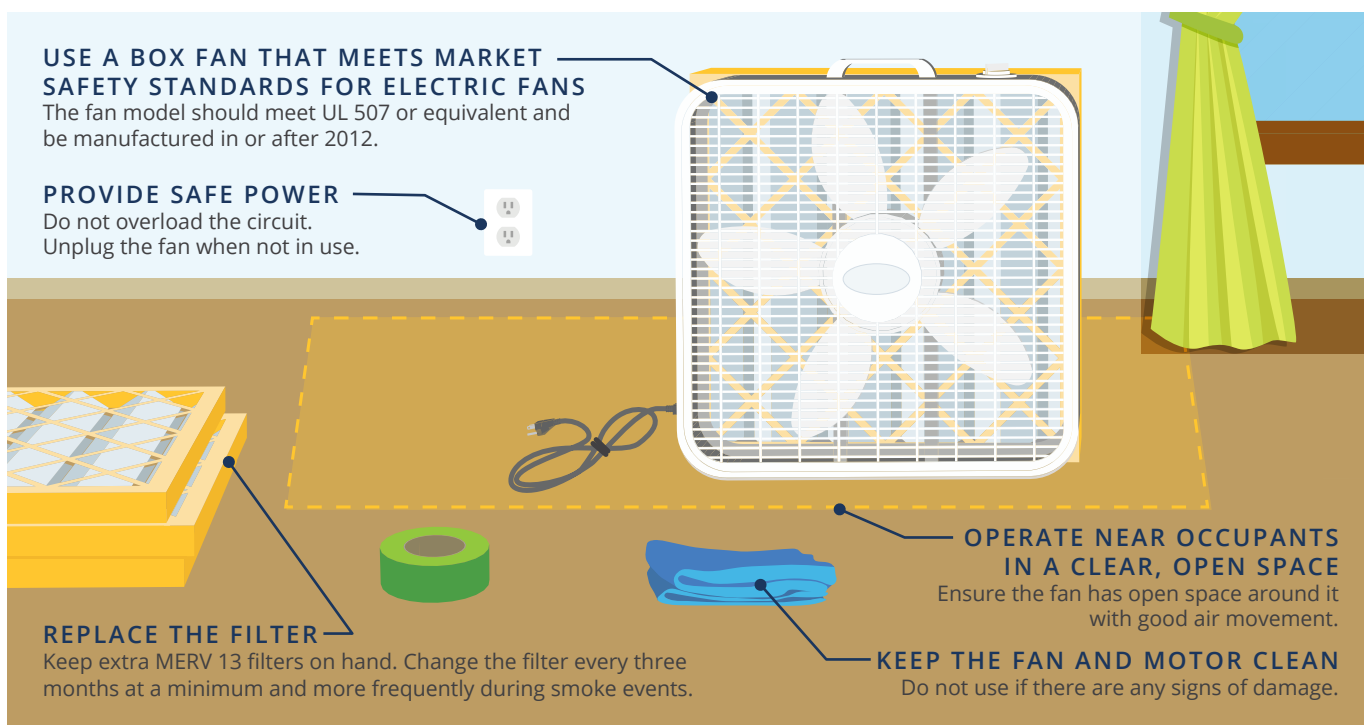 USE A BOX FAN THAT MEETS MARKET
SAFETY STANDARDS FOR ELECTRIC FANS
The fan model should meet UL 507 or equivalent and
be manufactured in or after 2012.
PROVIDE SAFE POWER
Do not overload the circuit.
Unplug the fan when not in use.
OPERATE NEAR OCCUPANTS
IN A CLEAR, OPEN SPACE
Ensure the fan has open space around it
with good air movement.
REPLACE THE FILTER
Keep extra MERV 13 filters on hand. Change the filter every three
months at a minimum and more frequently during smoke events.
KEEP THE FAN AND MOTOR CLEAN
Do not use if there are any signs of damage.